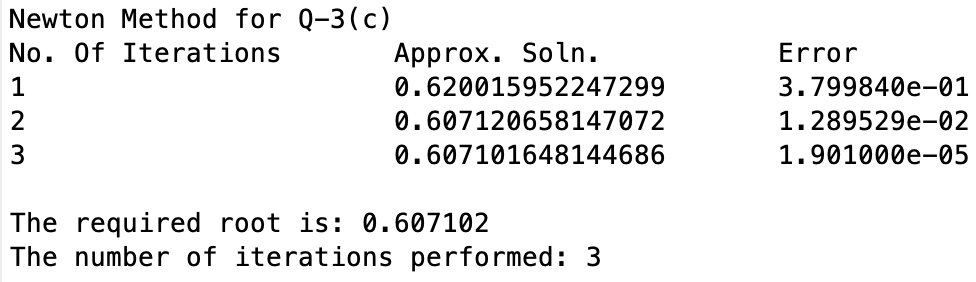 Newton Method for Q-3(c)
No. Of Iterations Approx. Soln. Error
1 0.620015952247299 3.799840e-01
2 0.607120658147072 1.289529e-02
3 0.607101648144686 1.901000e-05
The required root is: 0.607102
The number of iterations performed: 3